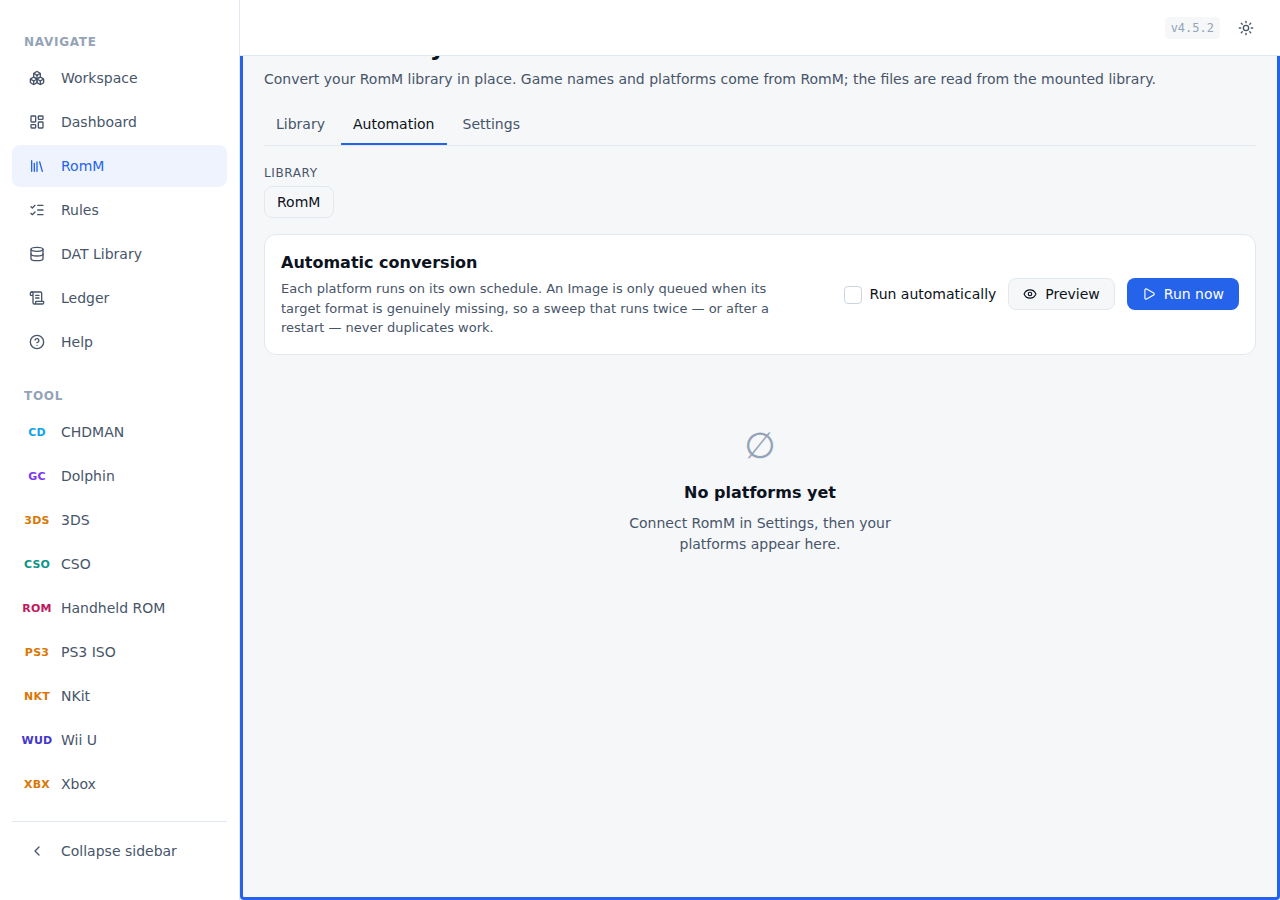 NAVIGATE
Workspace
Dashboard
RomM
Rules
DAT Library
Ledger
Help
TOOL
CD CHDMAN
GC Dolphin
3DS 3DS
CSO CSO
ROM Handheld ROM
PS3 PS3 ISO
NKT NKit
WUD Wii U
XBX Xbox
Collapse sidebar
v4.5.2
Convert your RomM library in place. Game names and platforms come from RomM; the files are read from the mounted library.
Library Automation Settings
LIBRARY
RomM
Automatic conversion
Each platform runs on its own schedule. An Image is only queued when its
target format is genuinely missing, so a sweep that runs twice — or after a
restart — never duplicates work.
Run automatically
Preview
Run now
No platforms yet
Connect RomM in Settings, then your
platforms appear here.